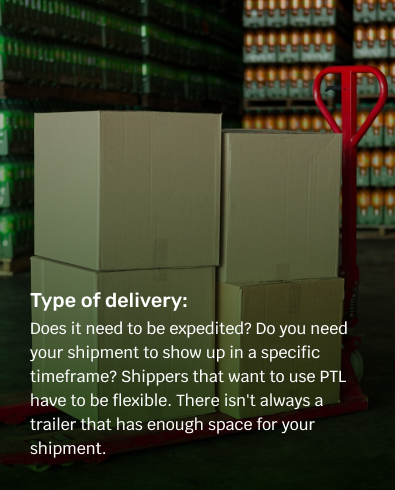 Type of delivery:
Does it need to be expedited? Do you need
your shipment to show up in a specific
timeframe? Shippers that want to use PTL
have to be flexible. There isn't always a
trailer that has enough space for your
shipment.